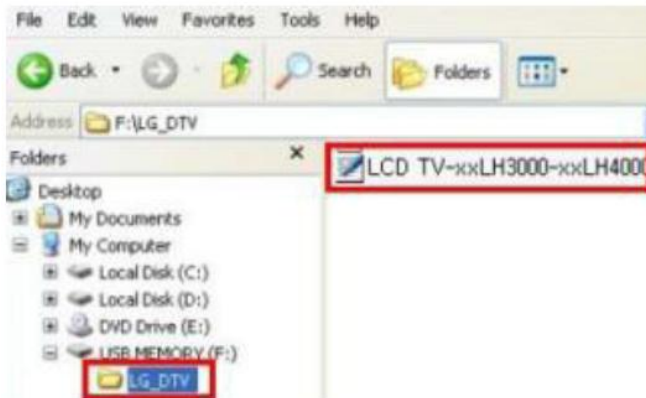 File Edit View Favorites Tools Help
Back Search Folders
Address F:\LG_DTV
Folders
LCD TV-xxLH3000-xxLH4000
Desktop
My Documents
My Computer
Local Disk (C:)
Local Disk (D:)
DVD Drive (E:)
USB MEMORY (F:)
LG_DTV